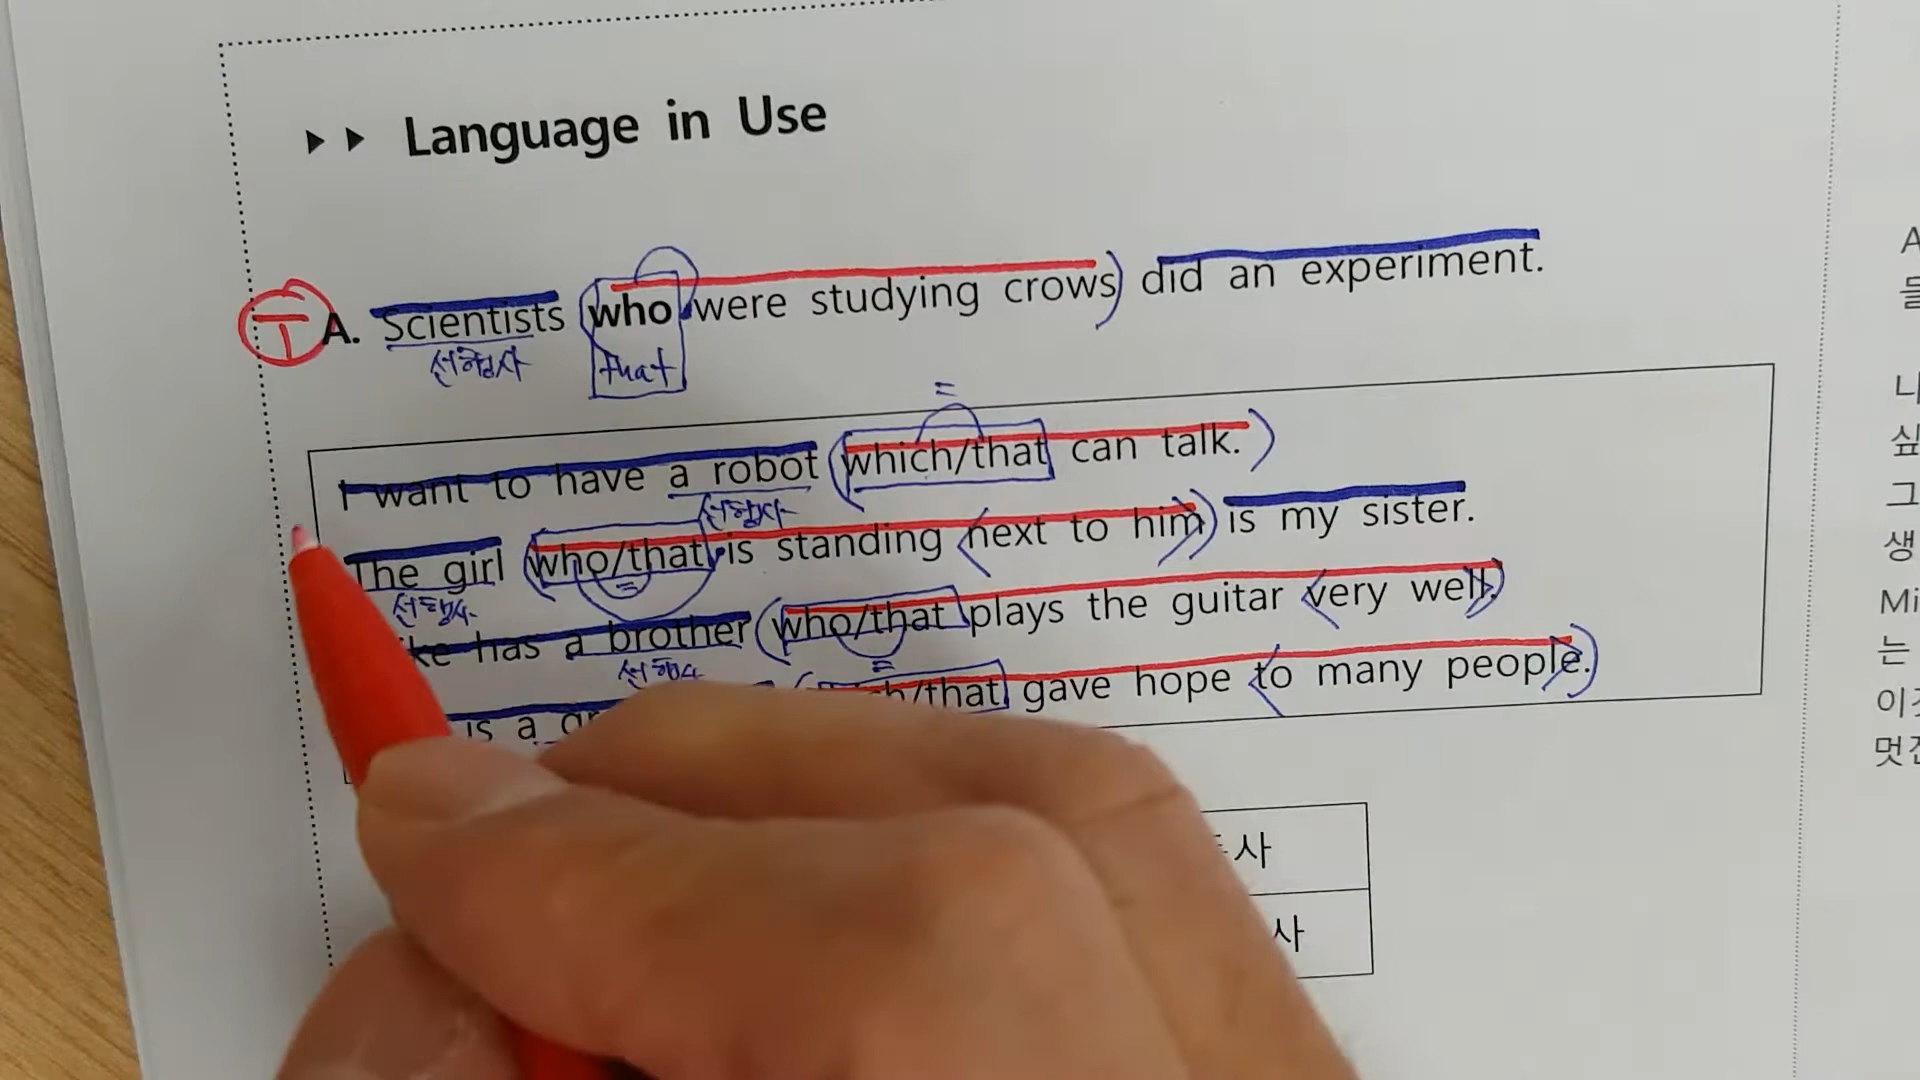 ▶▶ Language in Use
T A. Scientists who were studying crows) did an experiment.
선행사 that
=
I want to have a robot (which/that can talk.)
선행사
The girl (who/that is standing <next to him>) is my sister.
선행사 =
has a brother (who/that plays the guitar <very well.>)
선행사 =
is a /that gave hope <to many people.>)
사
사
A
들
나
싶
그
생
Mi
는